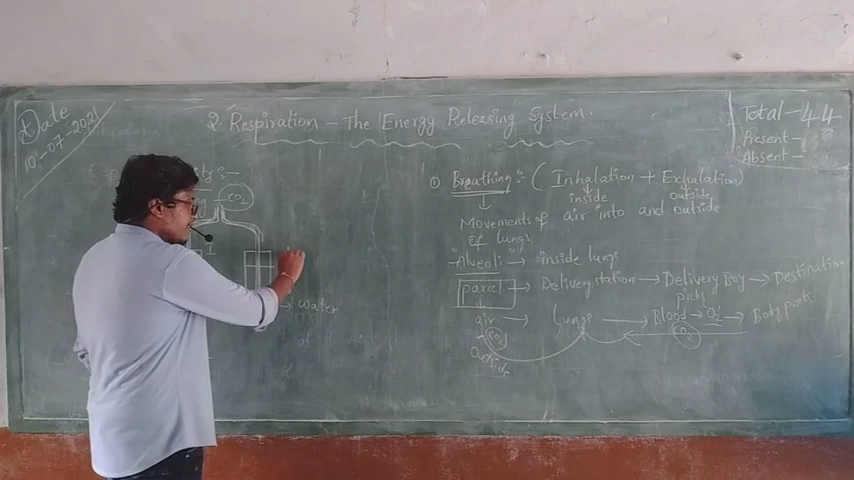 Date
10-07-2021
2. Respiration - The Energy Releasing System.
Total - 44
Present -
Absent -
① Breathing :- ( Inhalation + Exhalation)
inside outside
Movements of air into and outside
of lungs
"Alveoli" → inside lungs
parcel → Delivery station → Delivery Boy → Destination
picks
air → Lungs → Blood → O₂ → Body parts
CO₂
Outside
CO₂
CO₂
I
→ Water
of